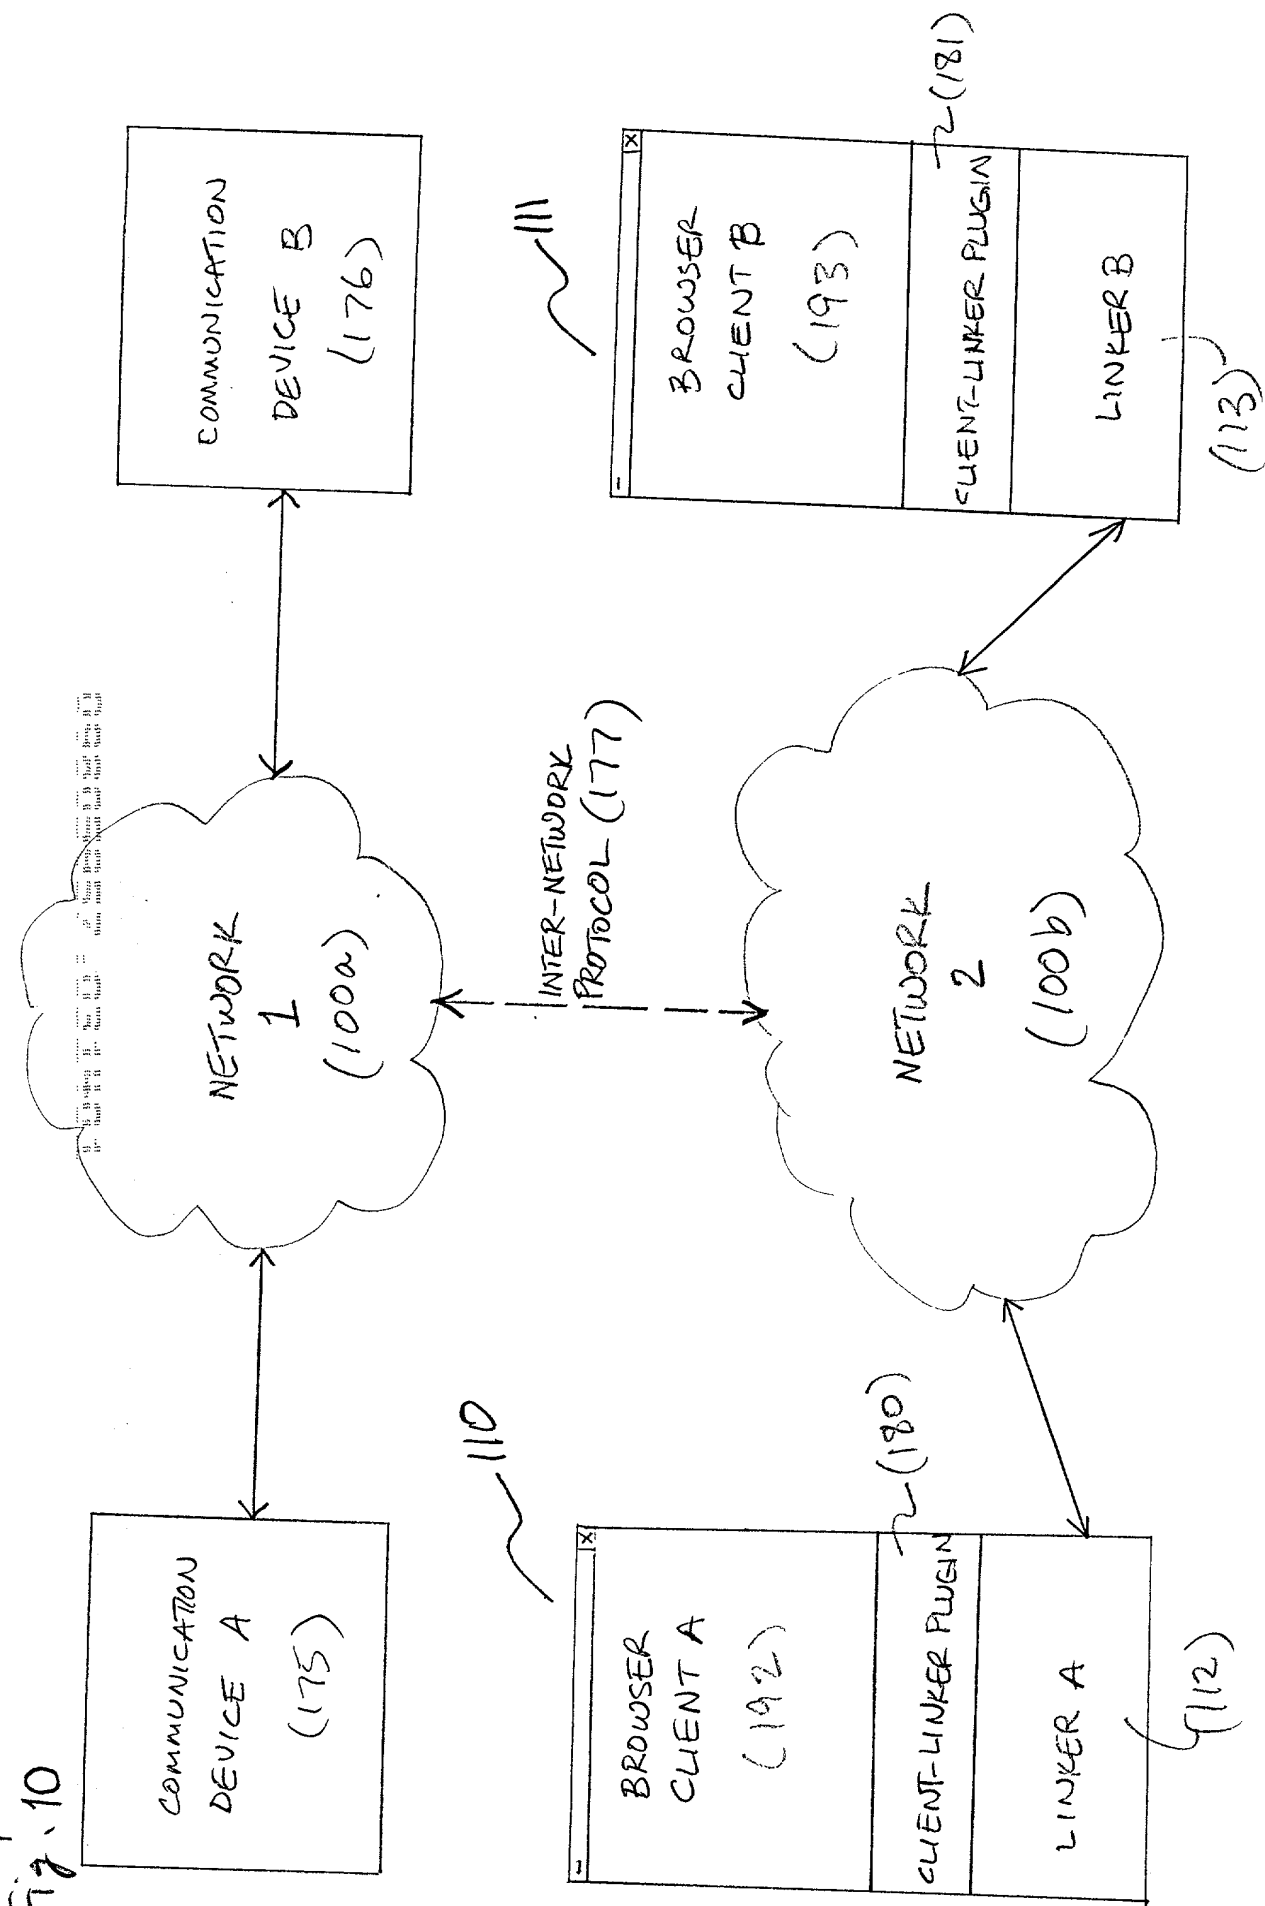 Fig. 10
COMMUNICATION
DEVICE A
(175)
NETWORK
1
(100a)
COMMUNICATION
DEVICE B
(176)
INTER-NETWORK
PROTOCOL (177)
110
BROWSER
CLIENT A
(192)
CLIENT-LINKER PLUGIN
(180)
LINKER A
(112)
NETWORK
2
(100b)
111
BROWSER
CLIENT B
(193)
CLIENT-LINKER PLUGIN
(181)
LINKER B
(113)